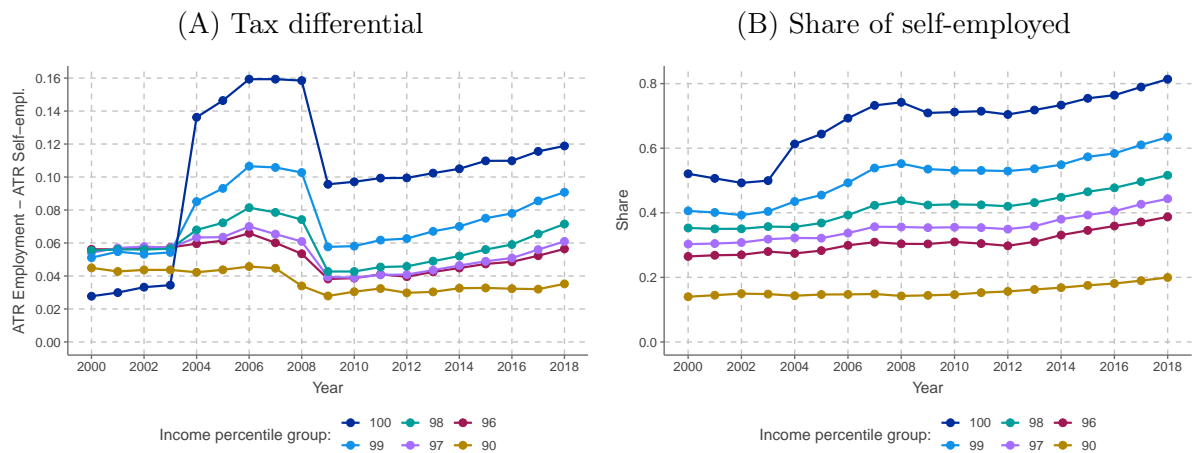 (A) Tax differential
ATR Employment − ATR Self−empl.
0.16
0.14
0.12
0.10
0.08
0.06
0.04
0.02
0.00
2000 2002 2004 2006 2008 2010 2012 2014 2016 2018
Year
Income percentile group:
100 98 96
99 97 90
(B) Share of self-employed
Share
0.8
0.6
0.4
0.2
0.0
2000 2002 2004 2006 2008 2010 2012 2014 2016 2018
Year
Income percentile group:
100 98 96
99 97 90